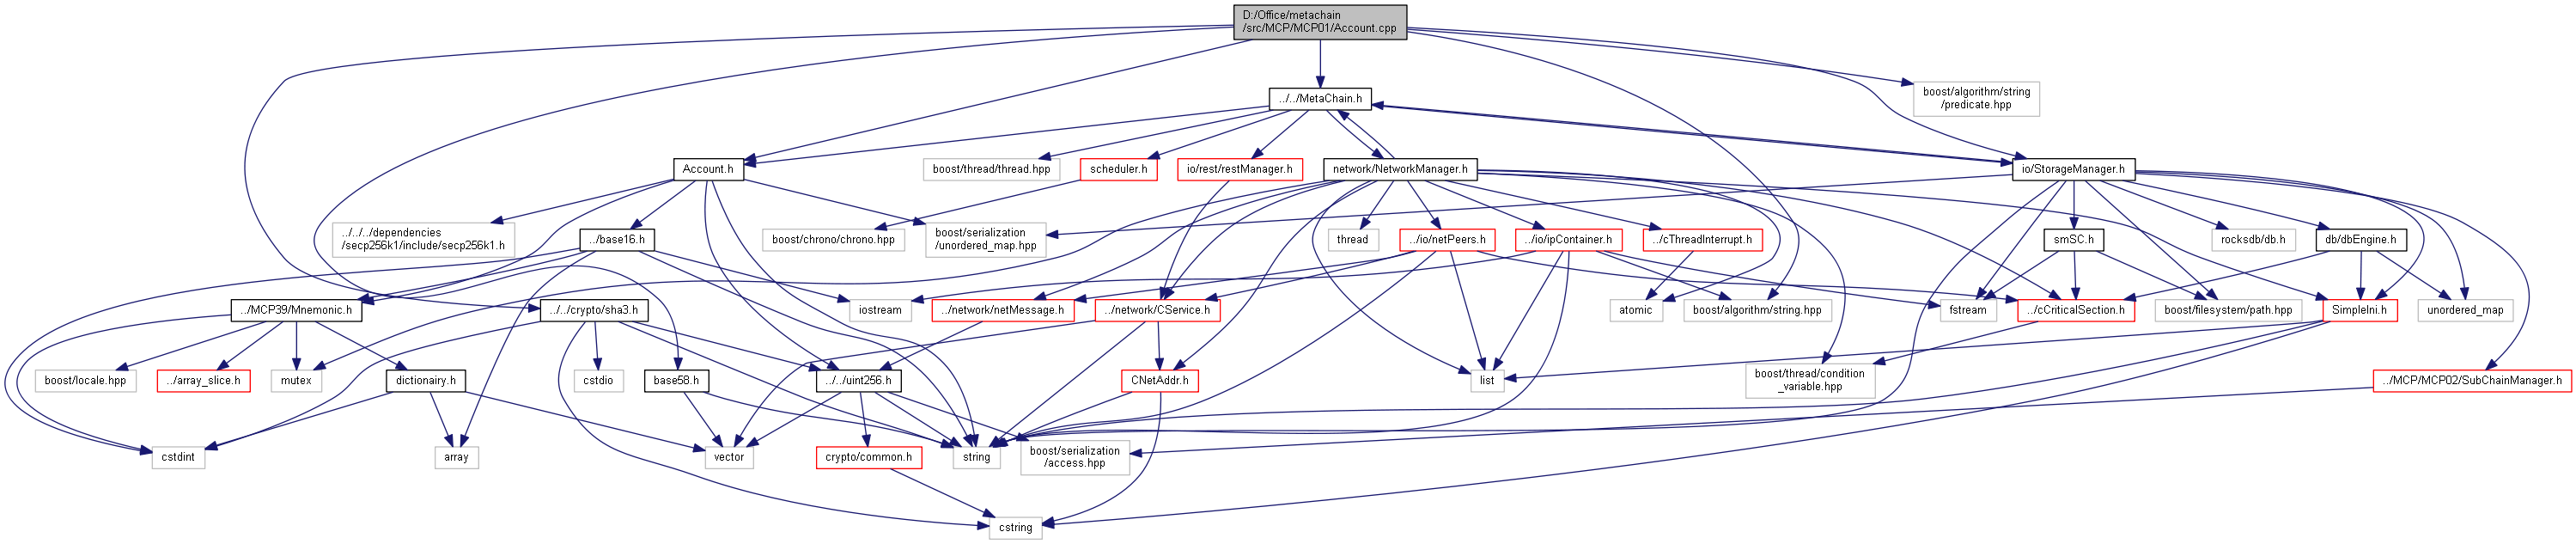 D:/Office/metachain
/src/MCP/MCP01/Account.cpp
../../MetaChain.h
boost/algorithm/string
/predicate.hpp
Account.h
boost/thread/thread.hpp
scheduler.h
io/rest/restManager.h
network/NetworkManager.h
io/StorageManager.h
../../../dependencies
/secp256k1/include/secp256k1.h
../base16.h
boost/chrono/chrono.hpp
boost/serialization
/unordered_map.hpp
thread
../io/netPeers.h
../io/ipContainer.h
../cThreadInterrupt.h
smSC.h
rocksdb/db.h
db/dbEngine.h
../MCP39/Mnemonic.h
../../crypto/sha3.h
iostream
../network/netMessage.h
../network/CService.h
atomic
boost/algorithm/string.hpp
fstream
../cCriticalSection.h
boost/filesystem/path.hpp
SimpleIni.h
unordered_map
boost/locale.hpp
../array_slice.h
mutex
dictionairy.h
cstdio
base58.h
../../uint256.h
CNetAddr.h
list
boost/thread/condition
_variable.hpp
../MCP/MCP02/SubChainManager.h
cstdint
array
vector
crypto/common.h
string
boost/serialization
/access.hpp
cstring